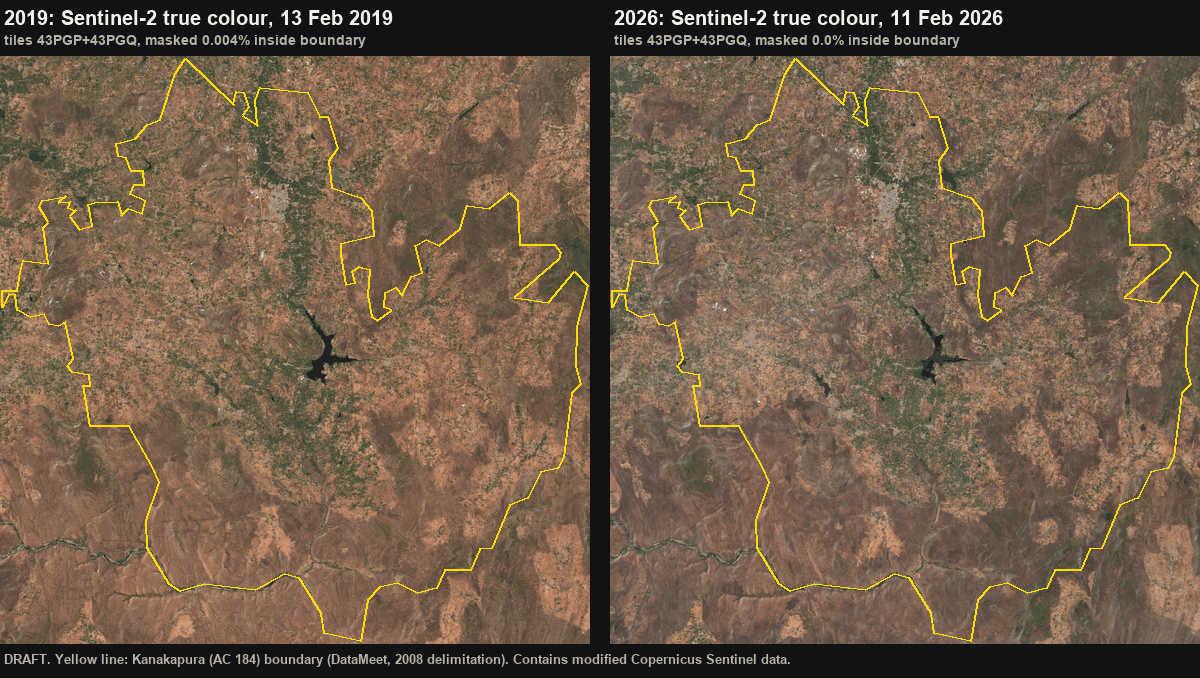 2019: Sentinel-2 true colour, 13 Feb 2019
tiles 43PGP+43PGQ, masked 0.004% inside boundary
2026: Sentinel-2 true colour, 11 Feb 2026
tiles 43PGP+43PGQ, masked 0.0% inside boundary
DRAFT. Yellow line: Kanakapura (AC 184) boundary (DataMeet, 2008 delimitation). Contains modified Copernicus Sentinel data.